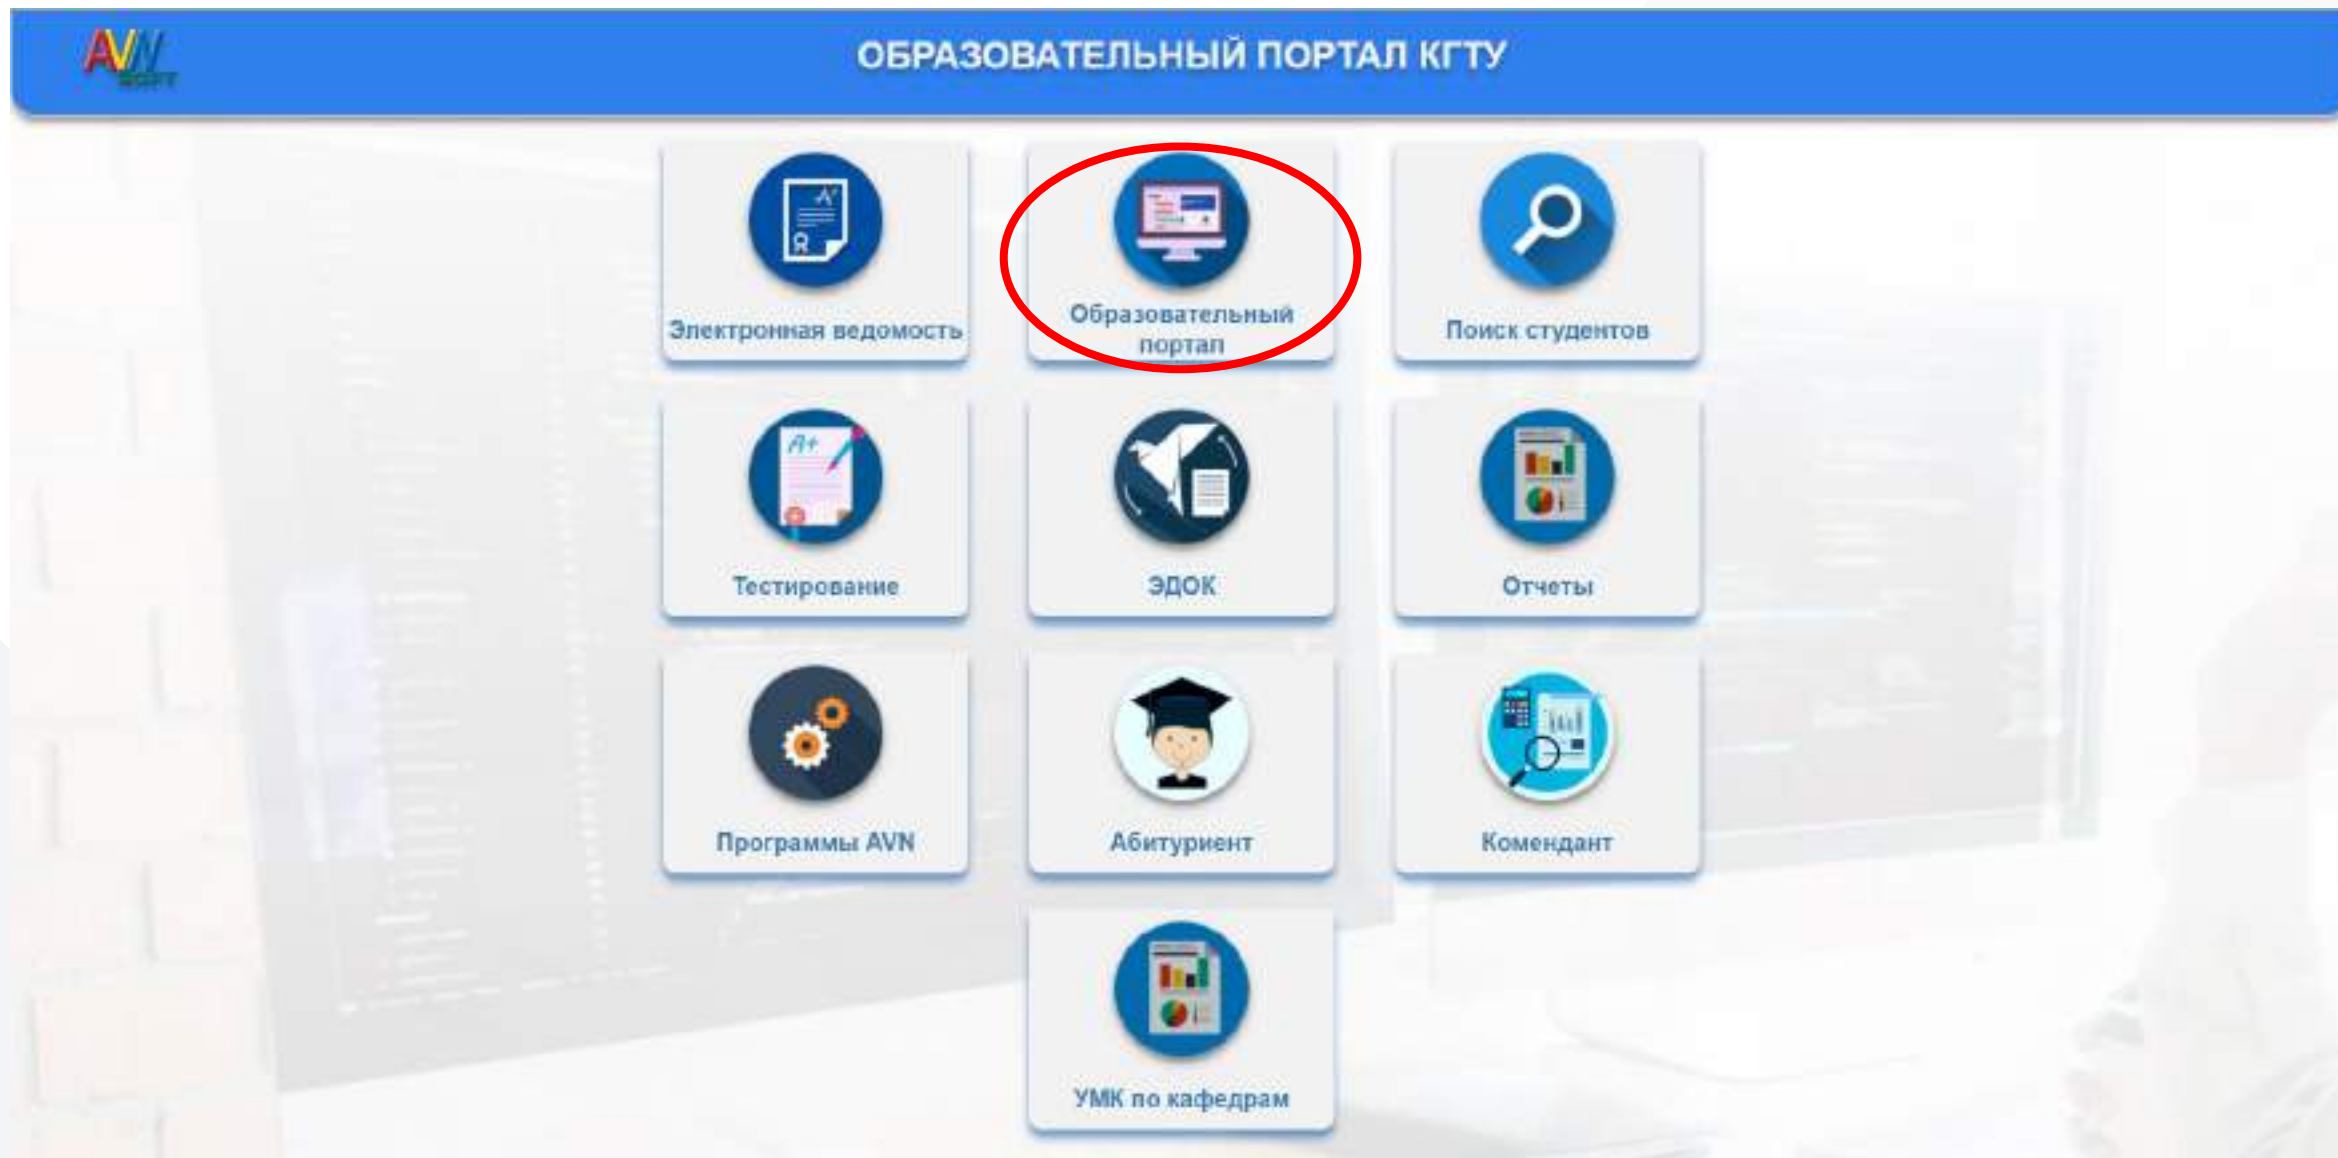 AVN
SOFT
ОБРАЗОВАТЕЛЬНЫЙ ПОРТАЛ КГТУ
Электронная ведомость
Образовательный
портал
Поиск студентов
A+
Тестирование
ЭДОК
Отчеты
Программы AVN
Абитуриент
Комендант
УМК по кафедрам